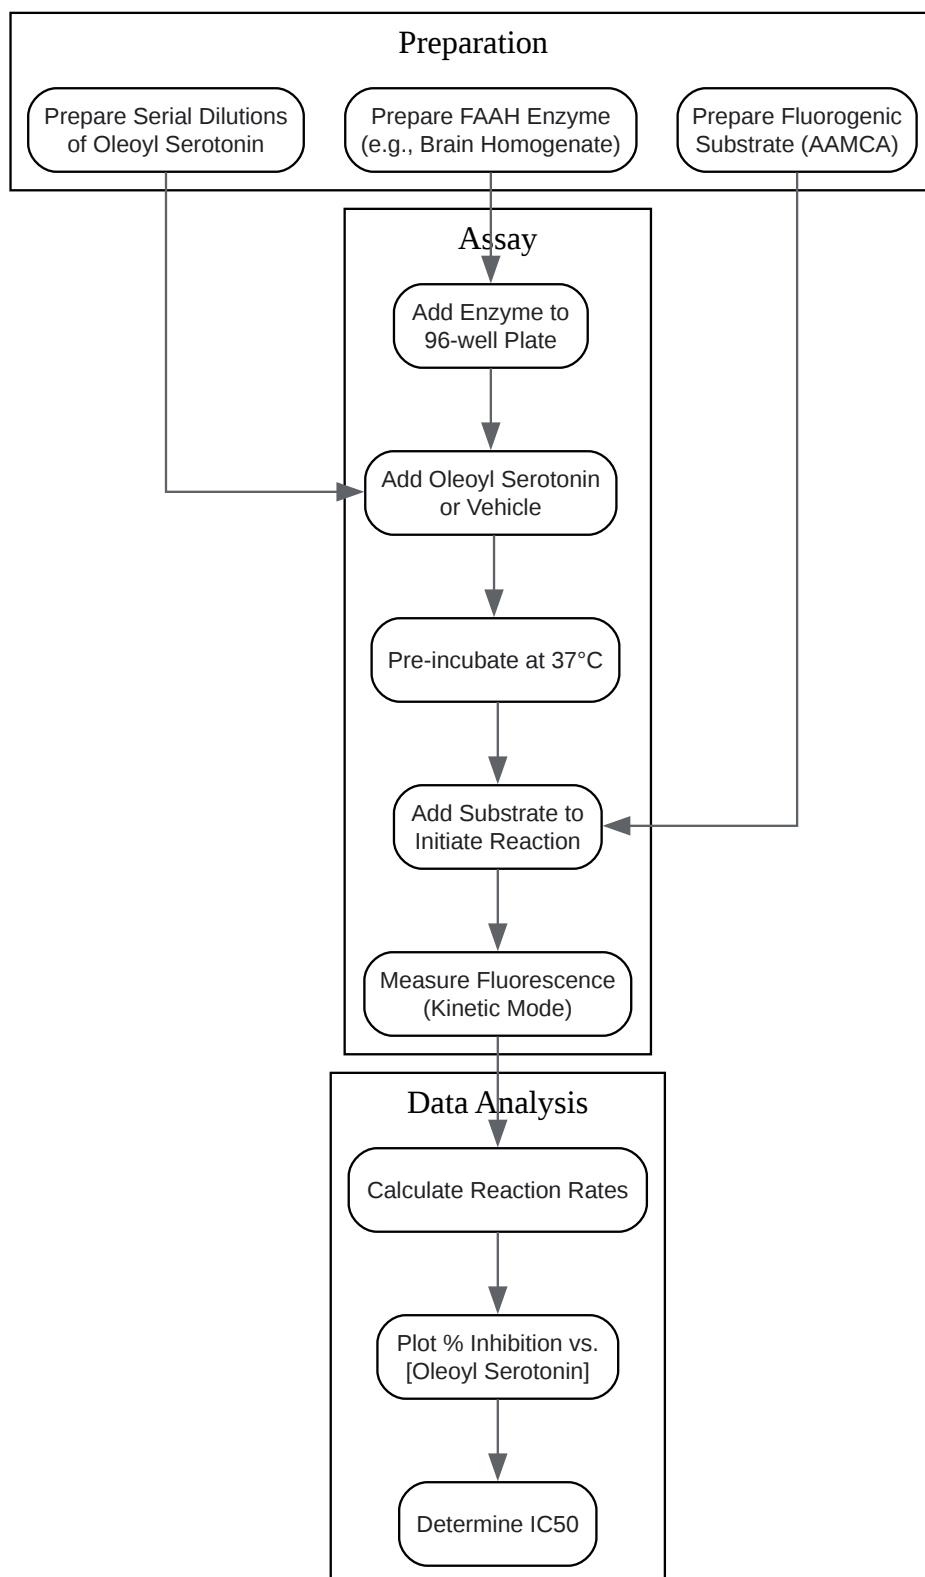 Preparation
Prepare Serial Dilutions
of Oleoyl Serotonin
Prepare FAAH Enzyme
(e.g., Brain Homogenate)
Prepare Fluorogenic
Substrate (AAMCA)
Assay
Add Enzyme to
96-well Plate
Add Oleoyl Serotonin
or Vehicle
Pre-incubate at 37°C
Add Substrate to
Initiate Reaction
Measure Fluorescence
(Kinetic Mode)
Data Analysis
Calculate Reaction Rates
Plot % Inhibition vs.
[Oleoyl Serotonin]
Determine IC50